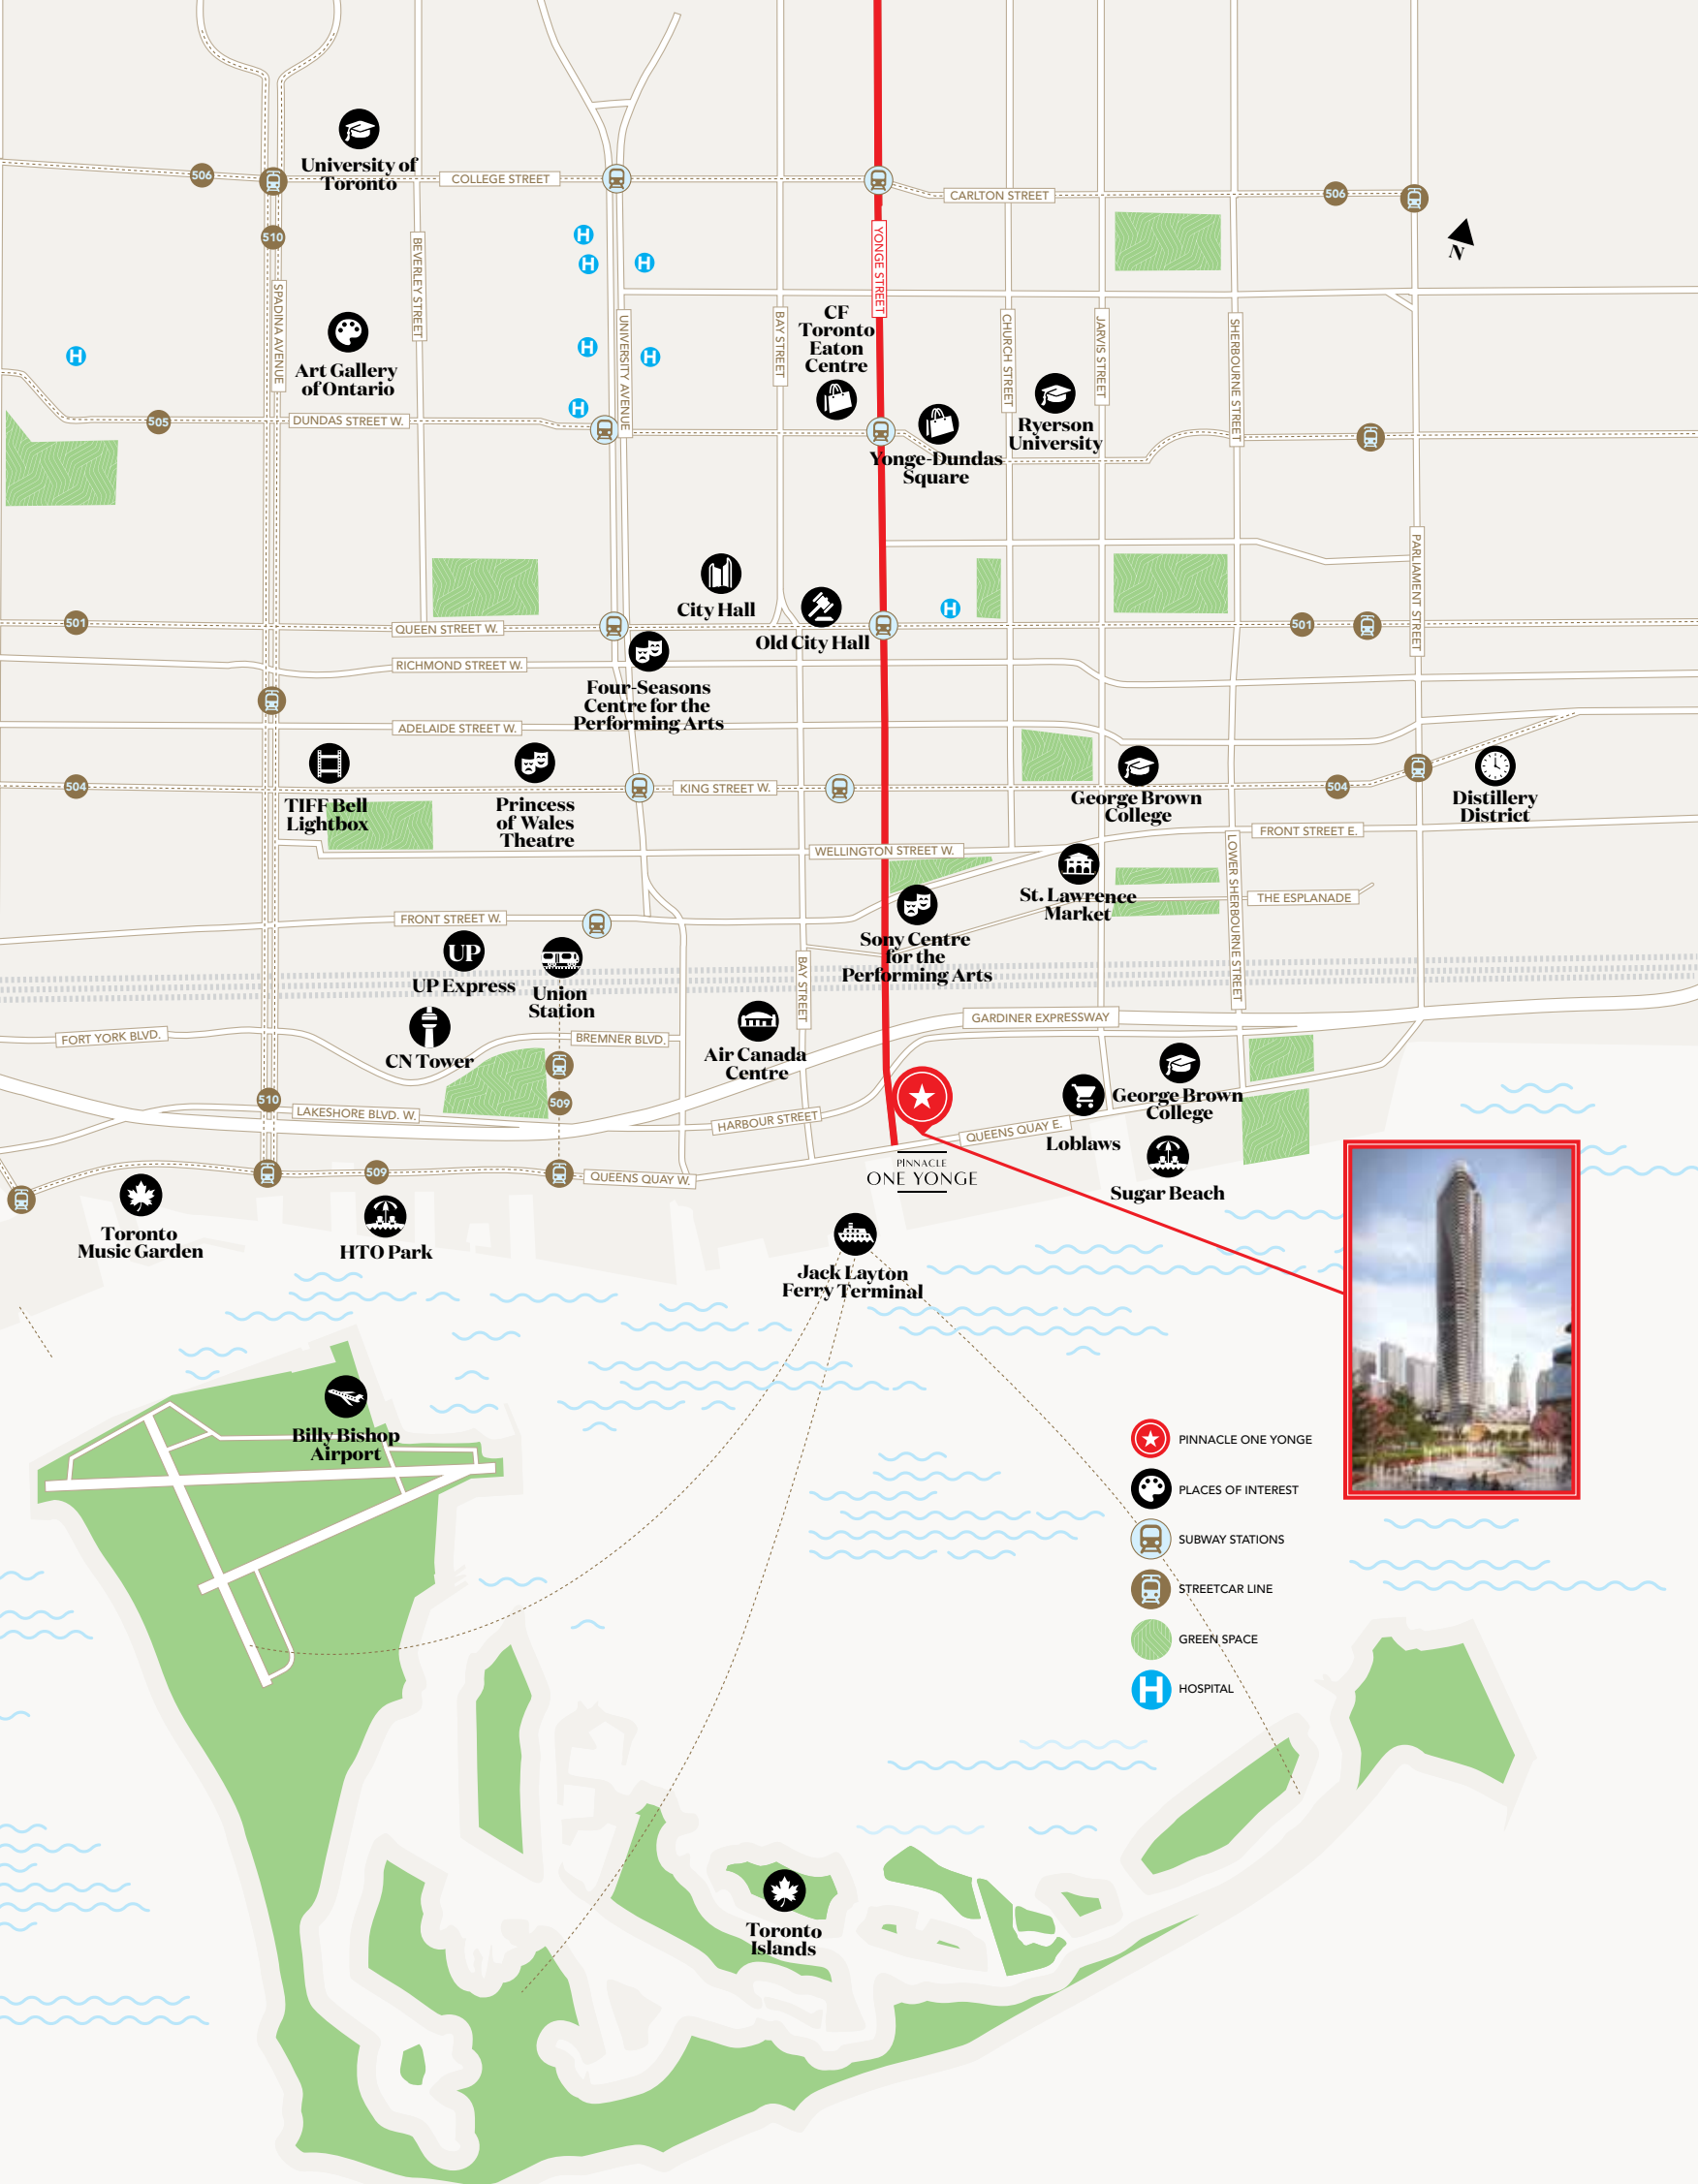 University of
Toronto
506
COLLEGE STREET
CARLTON STREET
506
510
BEVERLEY STREET
YONGE STREET
N
SPADINA AVENUE
UNIVERSITY AVENUE
BAY STREET
CHURCH STREET
JARVIS STREET
SHERBOURNE STREET
H
H
H
H
H
H
H
Art Gallery
of Ontario
CF
Toronto
Eaton
Centre
505
DUNDAS STREET W.
Ryerson
University
Yonge-Dundas
Square
PARLIAMENT STREET
City Hall
Old City Hall
H
501
QUEEN STREET W.
501
RICHMOND STREET W.
Four-Seasons
Centre for the
Performing Arts
ADELAIDE STREET W.
504
KING STREET W.
504
TIFF Bell
Lightbox
Princess
of Wales
Theatre
George Brown
College
Distillery
District
WELLINGTON STREET W.
FRONT STREET E.
LOWER SHERBOURNE STREET
St. Lawrence
Market
THE ESPLANADE
FRONT STREET W.
UP
UP Express
Union
Station
Sony Centre
for the
Performing Arts
BAY STREET
GARDINER EXPRESSWAY
FORT YORK BLVD.
CN Tower
BREMNER BLVD.
Air Canada
Centre
510
509
LAKESHORE BLVD. W.
HARBOUR STREET
QUEENS QUAY E.
Loblaws
George Brown
College
PINNACLE
ONE YONGE
509
QUEENS QUAY W.
Sugar Beach
Toronto
Music Garden
HTO Park
Jack Layton
Ferry Terminal
Billy Bishop
Airport
PINNACLE ONE YONGE
PLACES OF INTEREST
SUBWAY STATIONS
STREETCAR LINE
GREEN SPACE
H HOSPITAL
Toronto
Islands